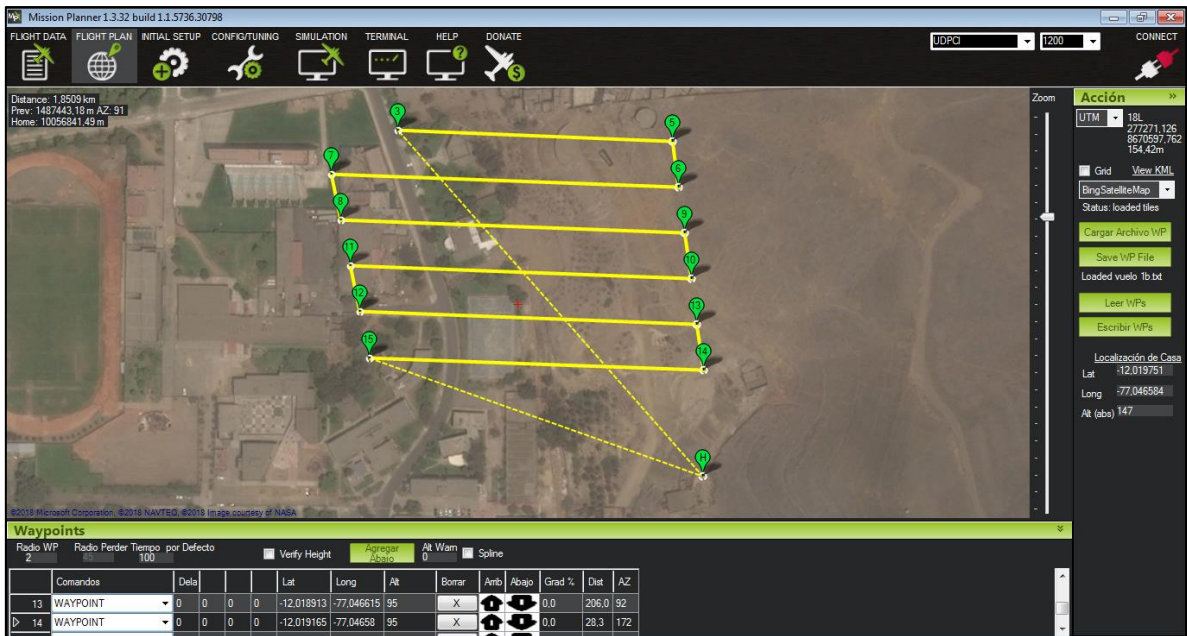 Mission Planner 1.3.32 build 1.1.5736.30798
FLIGHT DATA FLIGHT PLAN INITIAL SETUP CONFIG/TUNING SIMULATION TERMINAL HELP DONATE
UDPCl 1200 CONNECT
Distance: 1,8509 km
Prev: 1487443,18 m AZ: 91
Home: 10056841,49 m
3
5
7
6
8
9
11
10
12
13
15
14
H
©2018 Microsoft Corporation, ©2018 NAVTEQ, ©2018 Image courtesy of NASA
Zoom
Acción »
UTM 18L
277271,126
8670597,762
154,42m
Grid View KML
BingSatelliteMap
Status: loaded tiles
Cargar Archivo WP
Save WP File
Loaded vuelo 1b.txt
Leer WPs
Escribir WPs
Localización de Casa
Lat -12,019751
Long -77,046584
Alt (abs) 147
Waypoints
Radio WP Radio Perder Tiempo por Defecto
2 45 100 Verify Height Agregar Abajo Alt Warn 0 Spline
Comandos Dela Lat Long Alt Borrar Arrib Abajo Grad % Dist AZ
13 WAYPOINT 0 0 0 0 -12,018913 -77,046615 95 X 0,0 206,0 92
14 WAYPOINT 0 0 0 0 -12,019165 -77,04658 95 X 0,0 28,3 172